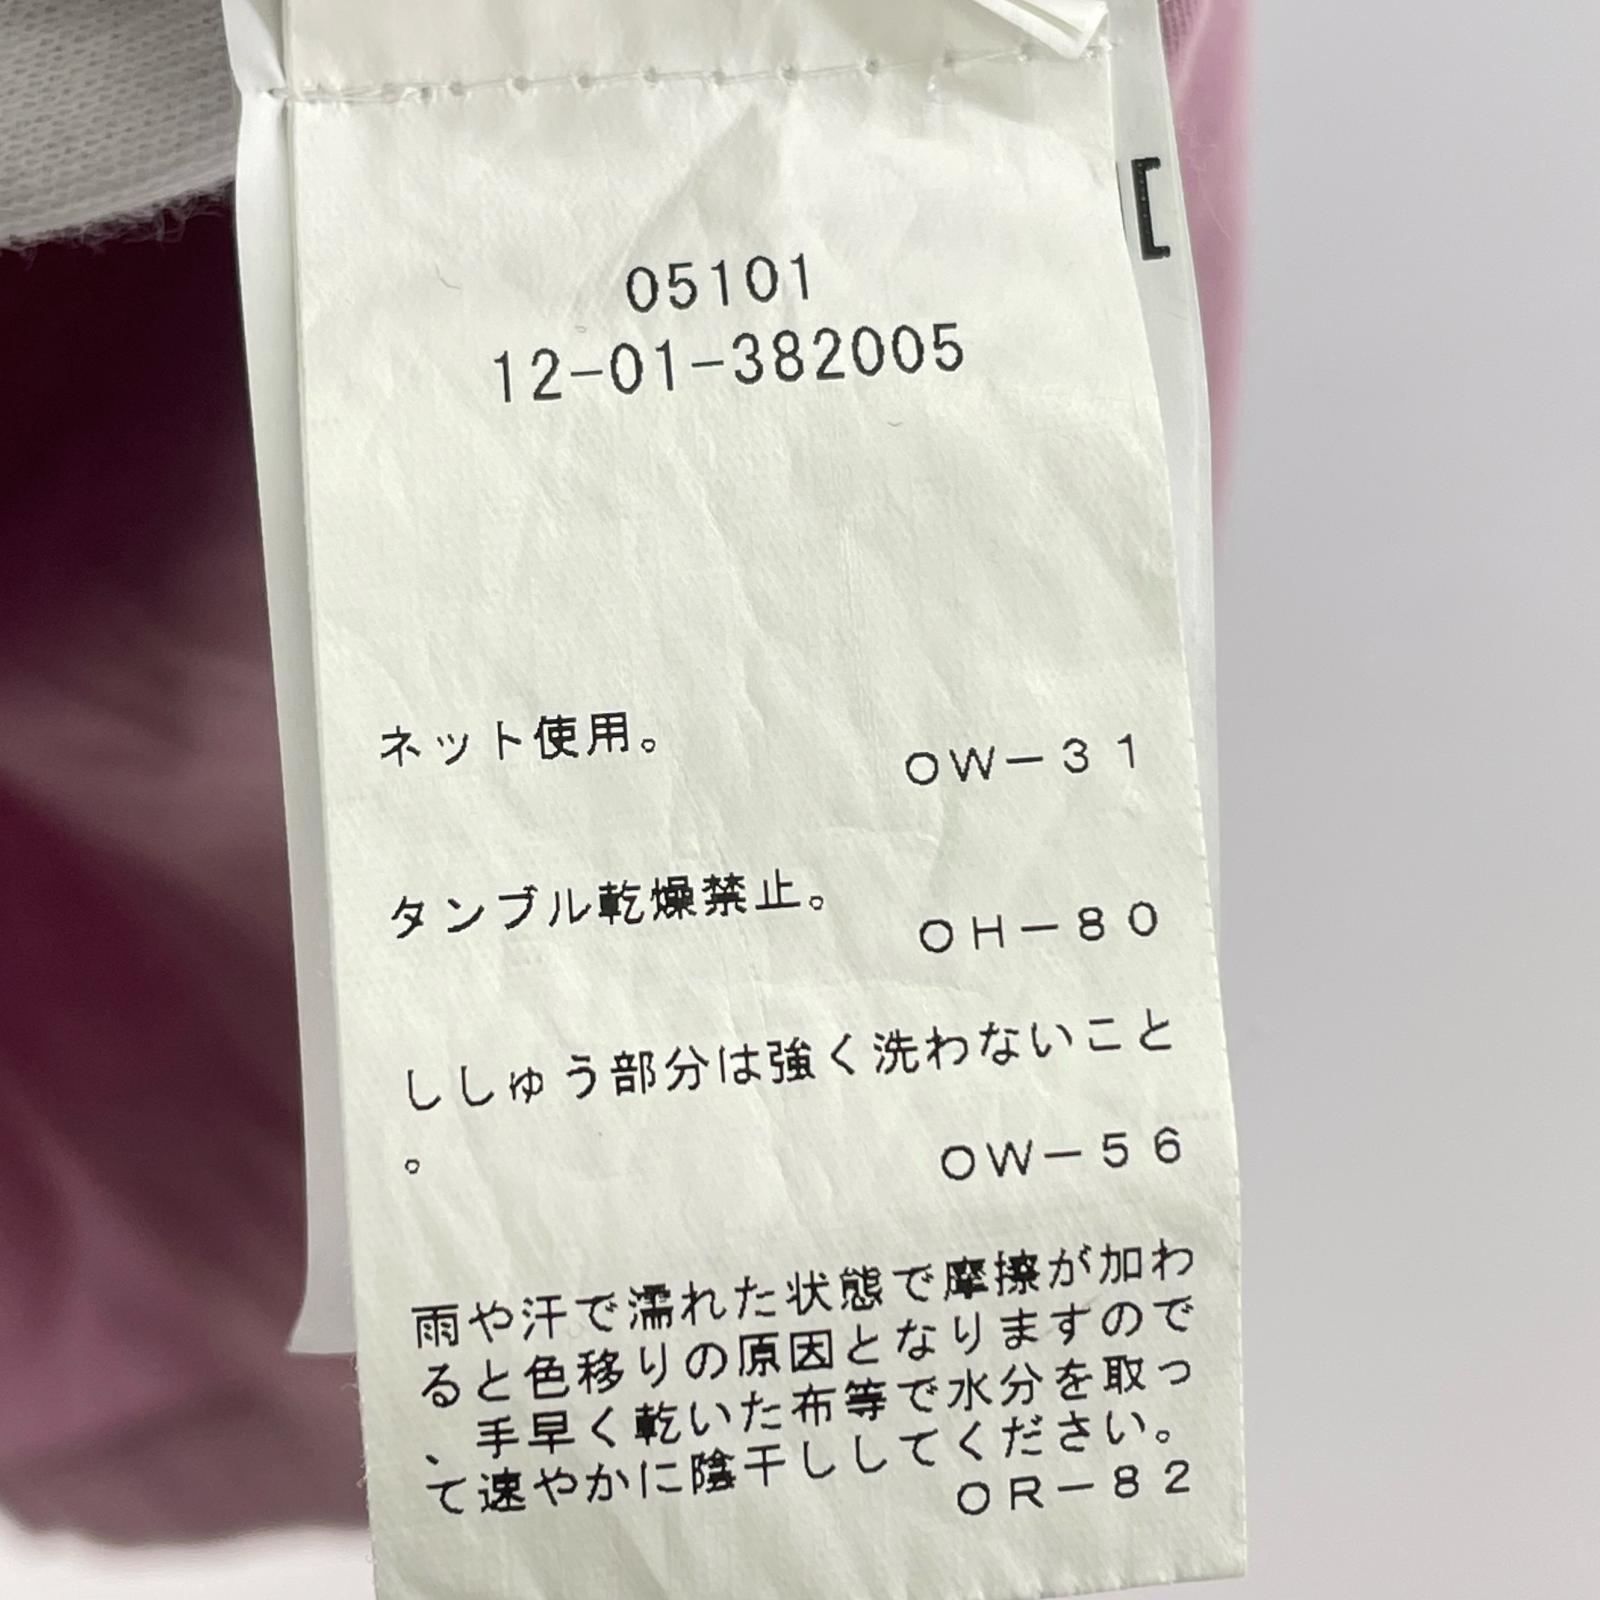 05101
12-01-382005
ネット使用。
OW-31
タンブル乾燥禁止。
OH-80
ししゅう部分は強く洗わないこと
。
OW-56
雨や汗で濡れた状態で摩擦が加わ
ると色移りの原因となりますので
、手早く乾いた布等で水分を取っ
て速やかに陰干ししてください。
OR-82